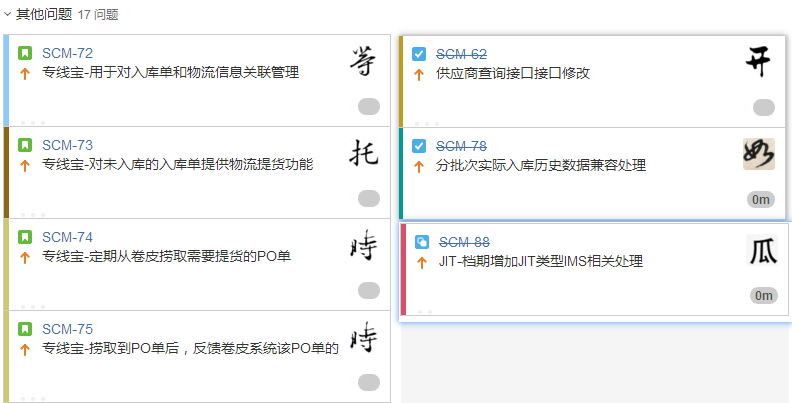 其他问题 17 问题
SCM-72
专线宝-用于对入库单和物流信息关联管理
等
SCM-73
专线宝-对未入库的入库单提供物流提货功能
托
SCM-74
专线宝-定期从卷皮捞取需要提货的PO单
時
SCM-75
专线宝-捞取到PO单后，反馈卷皮系统该PO单的
時
SCM-62
供应商查询接口接口修改
开
SCM-78
分批次实际入库历史数据兼容处理
0m
SCM-88
JIT-档期增加JIT类型IMS相关处理
瓜
0m